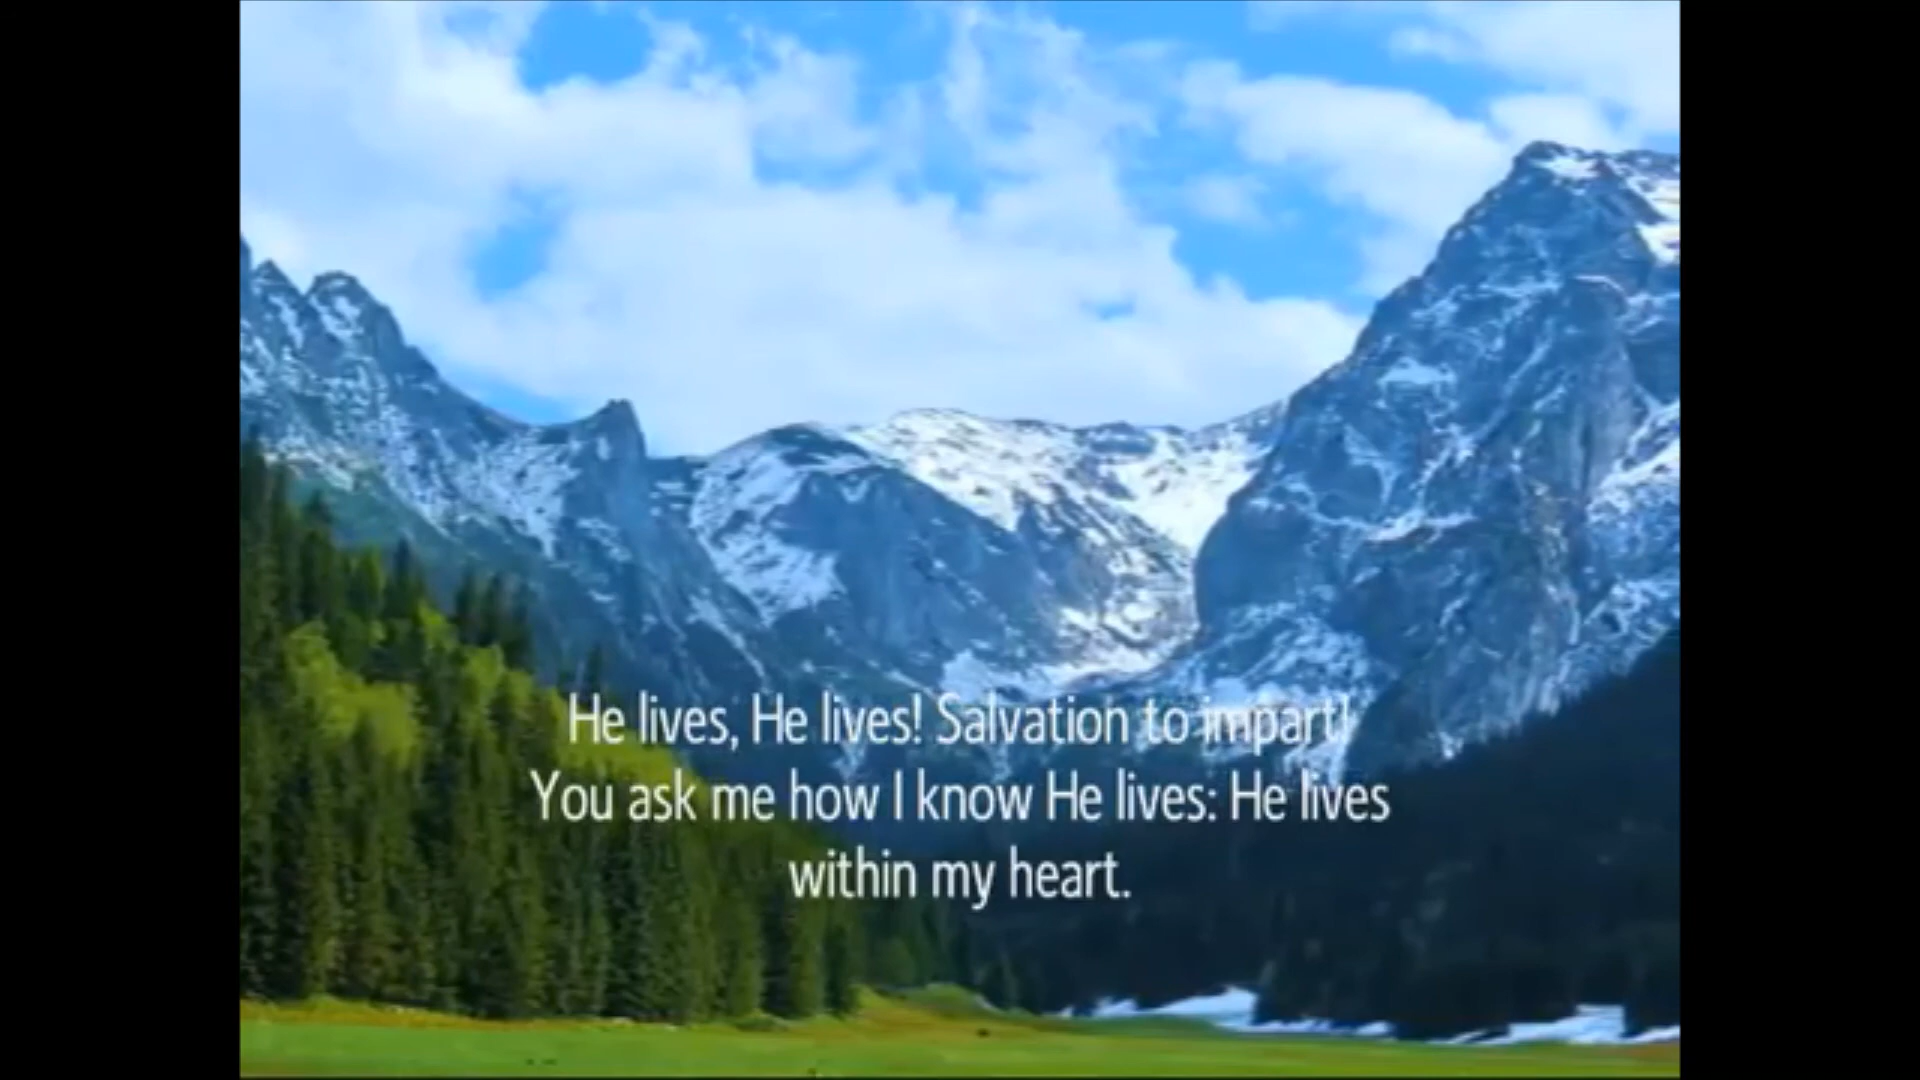 He lives, He lives! Salvation to impart!
You ask me how I know He lives: He lives
within my heart.